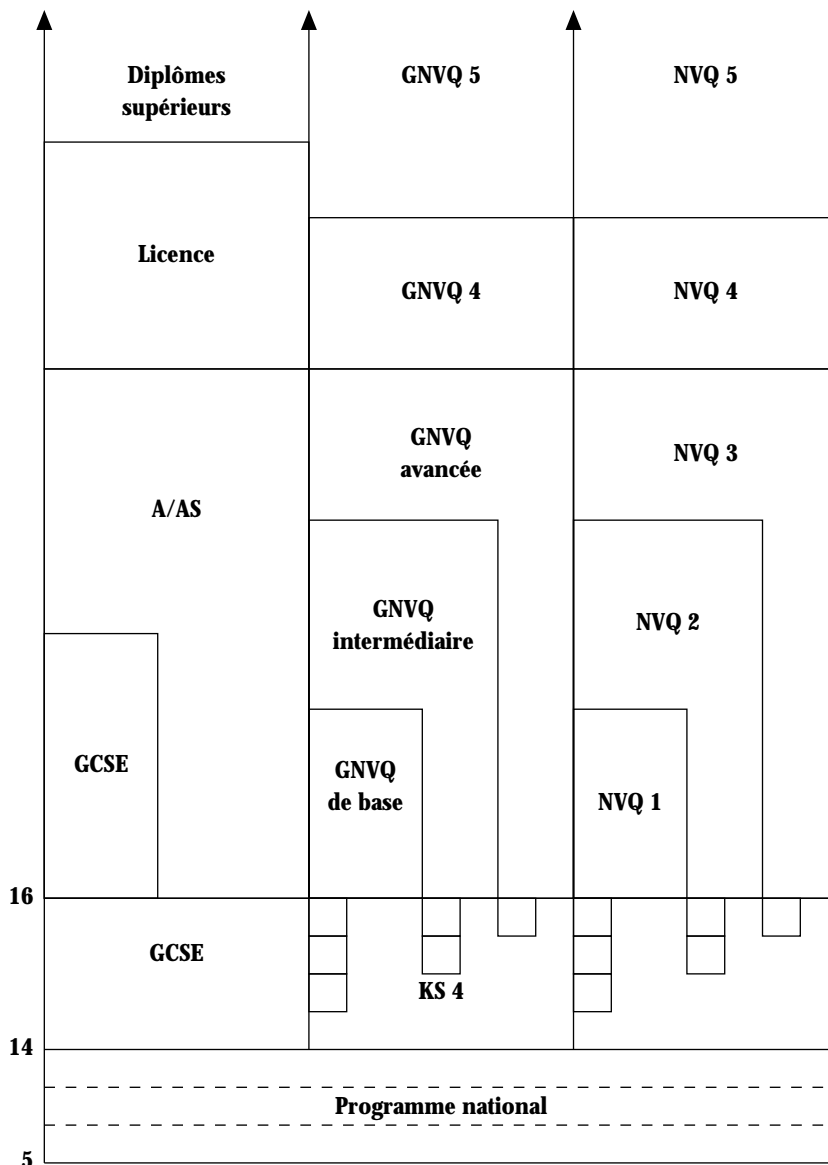 Diplômes
supérieurs
GNVQ 5
NVQ 5
Licence
GNVQ 4
NVQ 4
GNVQ
avancée
NVQ 3
A/AS
GNVQ
intermédiaire
NVQ 2
GCSE
GNVQ
de base
NVQ 1
16
GCSE
KS 4
14
Programme national
5